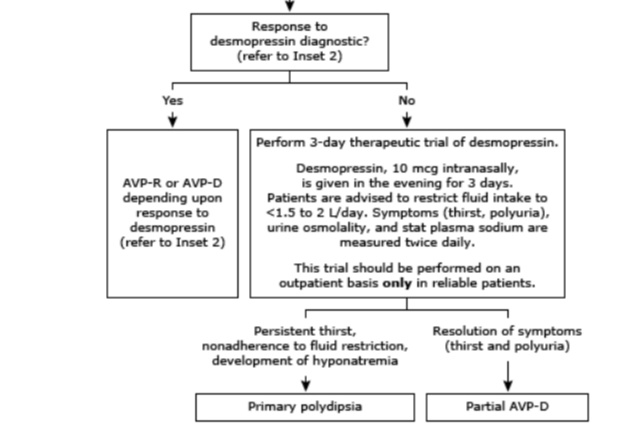 Response to
desmopressin diagnostic?
(refer to Inset 2)
Yes
No
AVP-R or AVP-D
depending upon
response to
desmopressin
(refer to Inset 2)
Perform 3-day therapeutic trial of desmopressin.
Desmopressin, 10 mcg intranasally,
is given in the evening for 3 days.
Patients are advised to restrict fluid intake to
<1.5 to 2 L/day. Symptoms (thirst, polyuria),
urine osmolality, and stat plasma sodium are
measured twice daily.
This trial should be performed on an
outpatient basis only in reliable patients.
Persistent thirst,
nonadherence to fluid restriction,
development of hyponatremia
Resolution of symptoms
(thirst and polyuria)
Primary polydipsia
Partial AVP-D